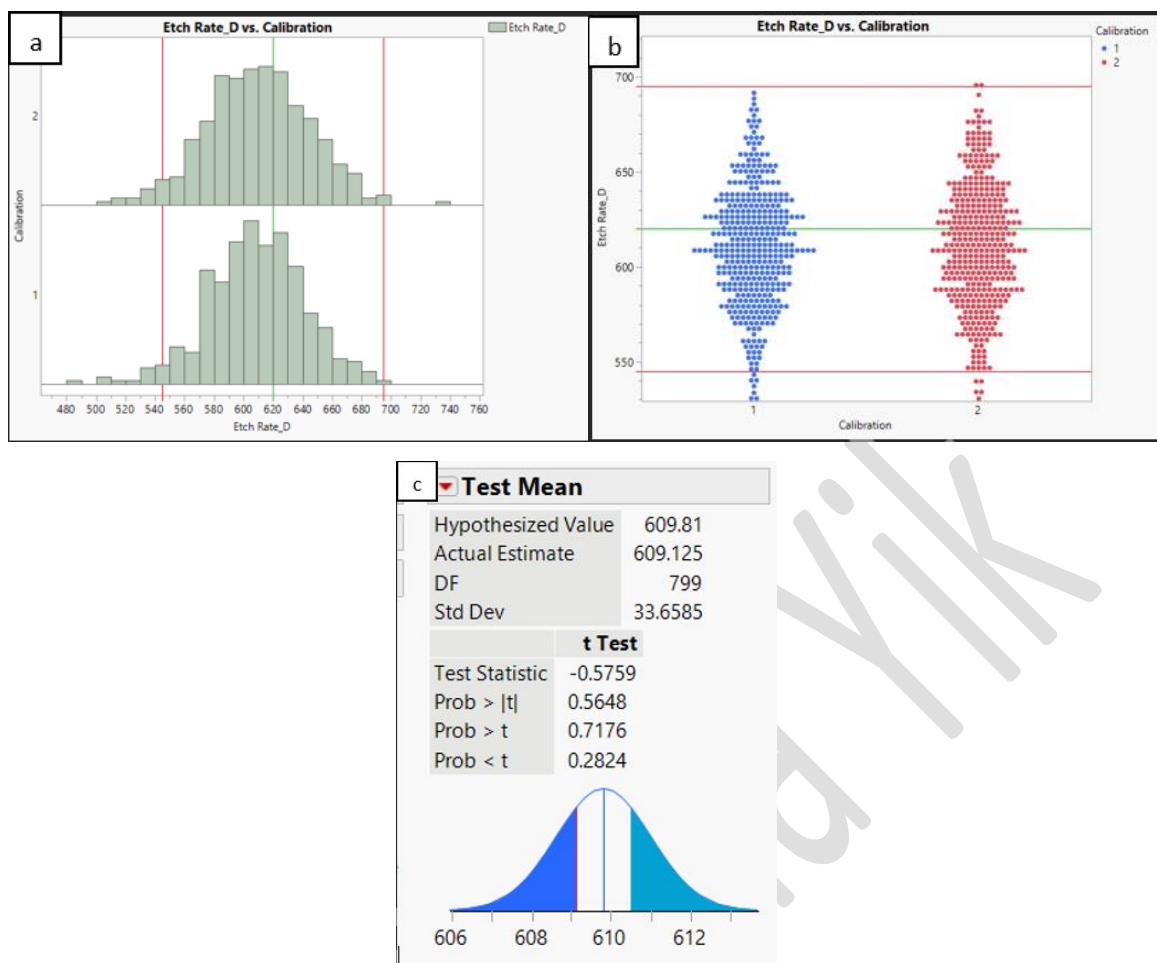 a
Etch Rate_D vs. Calibration
Etch Rate_D
2
1
Calibration
480 500 520 540 560 580 600 620 640 660 680 700 720 740 760
Etch Rate_D
b
Etch Rate_D vs. Calibration
Calibration
1
2
700
650
600
550
Etch Rate_D
1 2
Calibration
c
Test Mean
Hypothesized Value 609.81
Actual Estimate 609.125
DF 799
Std Dev 33.6585
t Test
Test Statistic -0.5759
Prob > |t| 0.5648
Prob > t 0.7176
Prob < t 0.2824
606 608 610 612
Yik